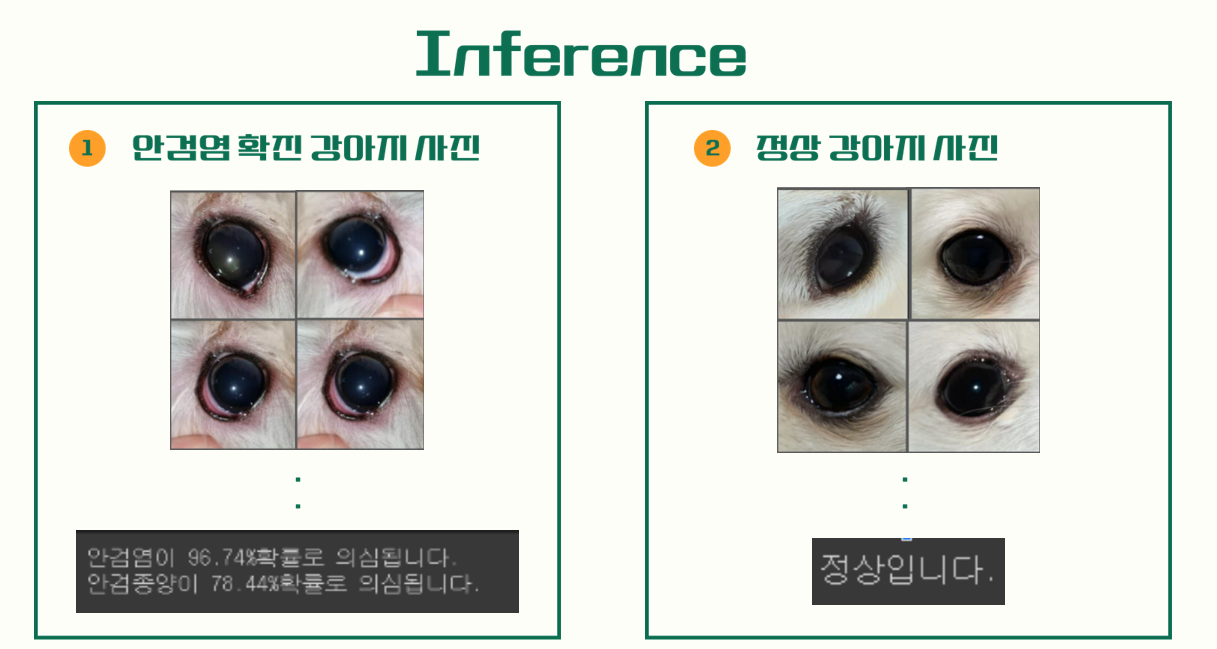 Inference
1 안검염 확진 강아지 사진
안검염이 96.74%확률로 의심됩니다.
안검종양이 78.44%확률로 의심됩니다.
2 정상 강아지 사진
정상입니다.